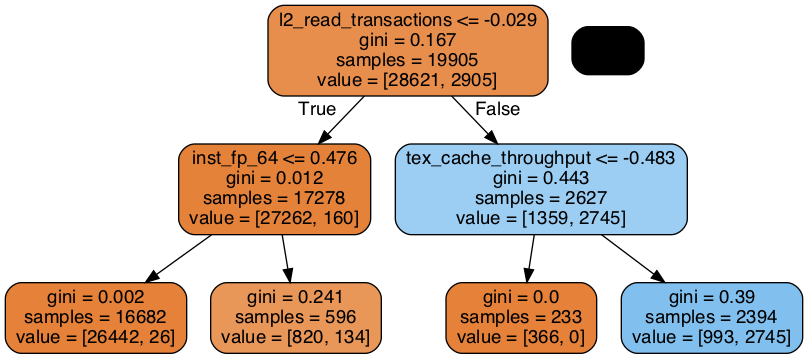 l2_read_transactions <= -0.029
gini = 0.167
samples = 19905
value = [28621, 2905]
True
False
inst_fp_64 <= 0.476
gini = 0.012
samples = 17278
value = [27262, 160]
tex_cache_throughput <= -0.483
gini = 0.443
samples = 2627
value = [1359, 2745]
gini = 0.002
samples = 16682
value = [26442, 26]
gini = 0.241
samples = 596
value = [820, 134]
gini = 0.0
samples = 233
value = [366, 0]
gini = 0.39
samples = 2394
value = [993, 2745]